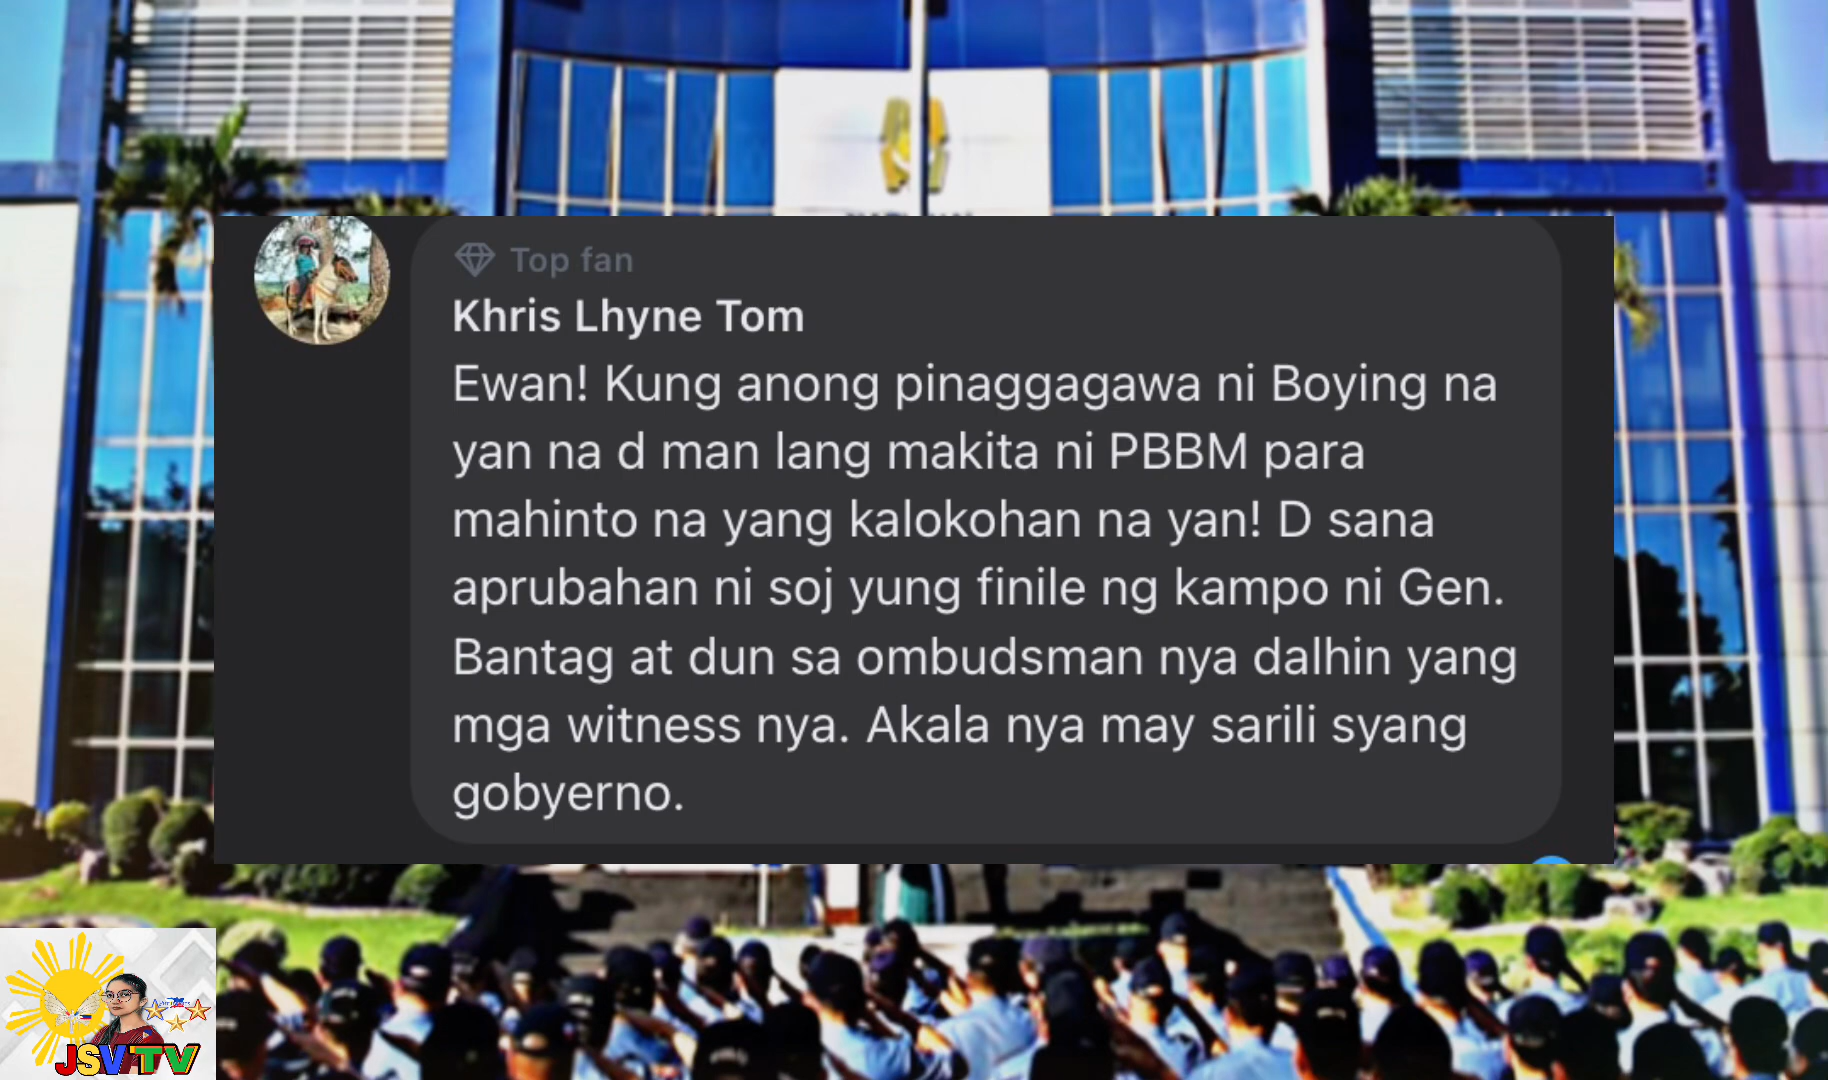 Top fan
Khris Lhyne Tom
Ewan! Kung anong pinaggagawa ni Boying na
yan na d man lang makita ni PBBM para
mahinto na yang kalokohan na yan! D sana
aprubahan ni soj yung finile ng kampo ni Gen.
Bantag at dun sa ombudsman nya dalhin yang
mga witness nya. Akala nya may sarili syang
gobyerno.
JSV TV